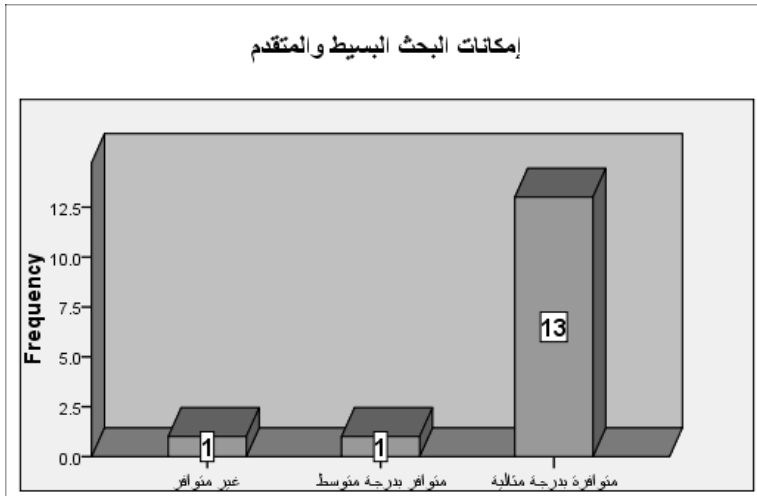 إمكانات البحث البسيط والمتقدم
Frequency
12.5
10.0
7.5
5.0
2.5
0.0
1
1
13
غير متوافر
متوافر بدرجة متوسط
متوافرة بدرجة مثالية